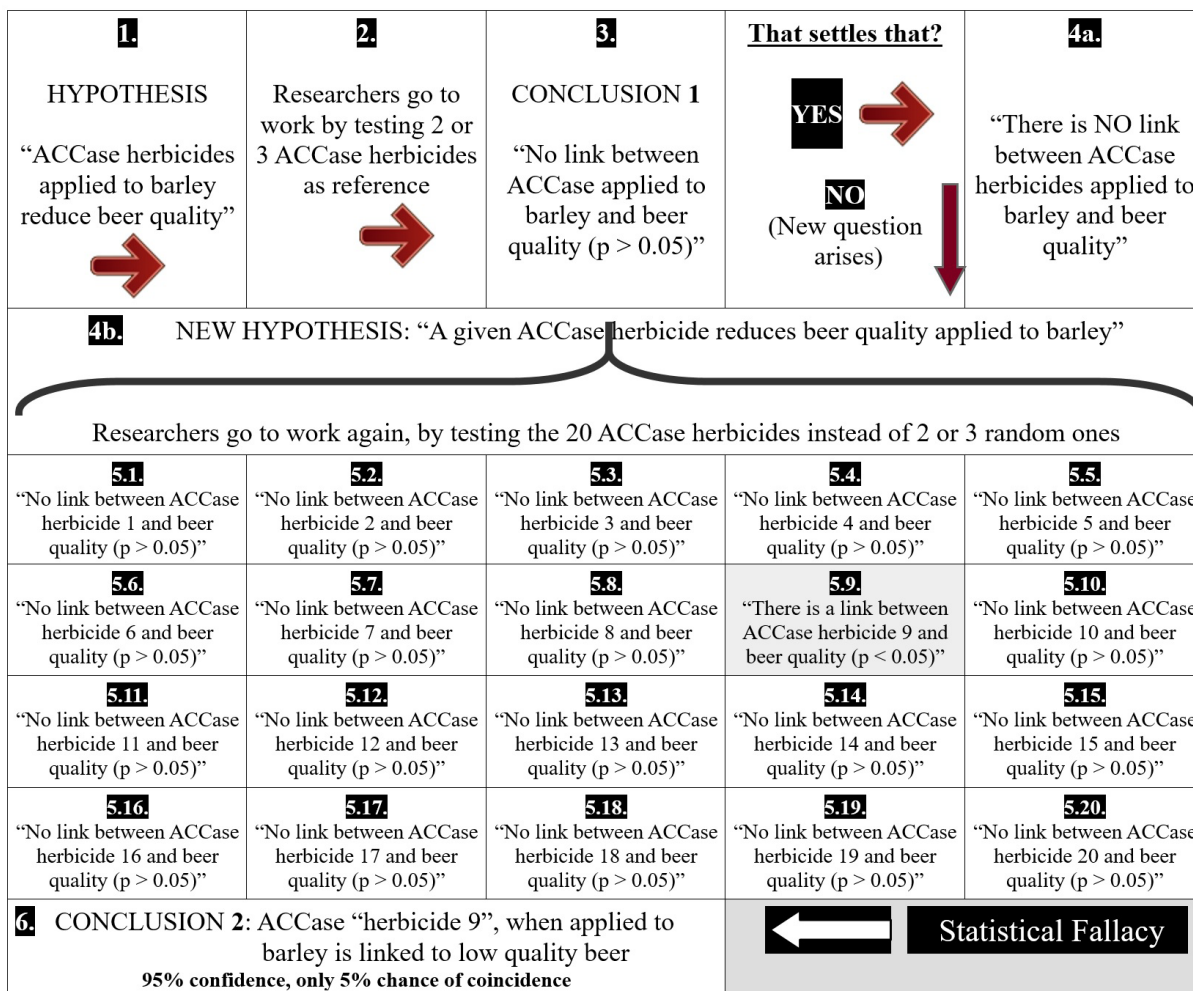 1.
HYPOTHESIS
“ACCase herbicides
applied to barley
reduce beer quality”
2.
Researchers go to
work by testing 2 or
3 ACCase herbicides
as reference
3.
CONCLUSION 1
“No link between
ACCase applied to
barley and beer
quality (p > 0.05)”
That settles that?
YES
NO
(New question
arises)
4a.
“There is NO link
between ACCase
herbicides applied to
barley and beer
quality”
4b. NEW HYPOTHESIS: “A given ACCase herbicide reduces beer quality applied to barley”
Researchers go to work again, by testing the 20 ACCase herbicides instead of 2 or 3 random ones
5.1.
“No link between ACCase
herbicide 1 and beer
quality (p > 0.05)”
5.2.
“No link between ACCase
herbicide 2 and beer
quality (p > 0.05)”
5.3.
“No link between ACCase
herbicide 3 and beer
quality (p > 0.05)”
5.4.
“No link between ACCase
herbicide 4 and beer
quality (p > 0.05)”
5.5.
“No link between ACCase
herbicide 5 and beer
quality (p > 0.05)”
5.6.
“No link between ACCase
herbicide 6 and beer
quality (p > 0.05)”
5.7.
“No link between ACCase
herbicide 7 and beer
quality (p > 0.05)”
5.8.
“No link between ACCase
herbicide 8 and beer
quality (p > 0.05)”
5.9.
“There is a link between
ACCase herbicide 9 and
beer quality (p < 0.05)”
5.10.
“No link between ACCase
herbicide 10 and beer
quality (p > 0.05)”
5.11.
“No link between ACCase
herbicide 11 and beer
quality (p > 0.05)”
5.12.
“No link between ACCase
herbicide 12 and beer
quality (p > 0.05)”
5.13.
“No link between ACCase
herbicide 13 and beer
quality (p > 0.05)”
5.14.
“No link between ACCase
herbicide 14 and beer
quality (p > 0.05)”
5.15.
“No link between ACCase
herbicide 15 and beer
quality (p > 0.05)”
5.16.
“No link between ACCase
herbicide 16 and beer
quality (p > 0.05)”
5.17.
“No link between ACCase
herbicide 17 and beer
quality (p > 0.05)”
5.18.
“No link between ACCase
herbicide 18 and beer
quality (p > 0.05)”
5.19.
“No link between ACCase
herbicide 19 and beer
quality (p > 0.05)”
5.20.
“No link between ACCase
herbicide 20 and beer
quality (p > 0.05)”
6. CONCLUSION 2: ACCase “herbicide 9”, when applied to
barley is linked to low quality beer
95% confidence, only 5% chance of coincidence
Statistical Fallacy